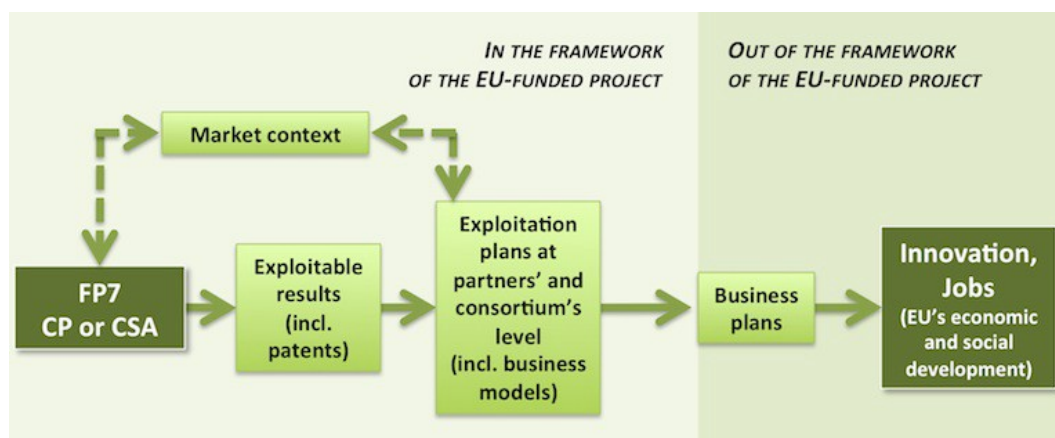 IN THE FRAMEWORK
OF THE EU-FUNDED PROJECT
OUT OF THE FRAMEWORK
OF THE EU-FUNDED PROJECT
Market context
FP7
CP or CSA
Exploitable
results
(incl.
patents)
Exploitation
plans at
partners’ and
consortium’s
level
(incl. business
models)
Business
plans
Innovation,
Jobs
(EU’s economic
and social
development)